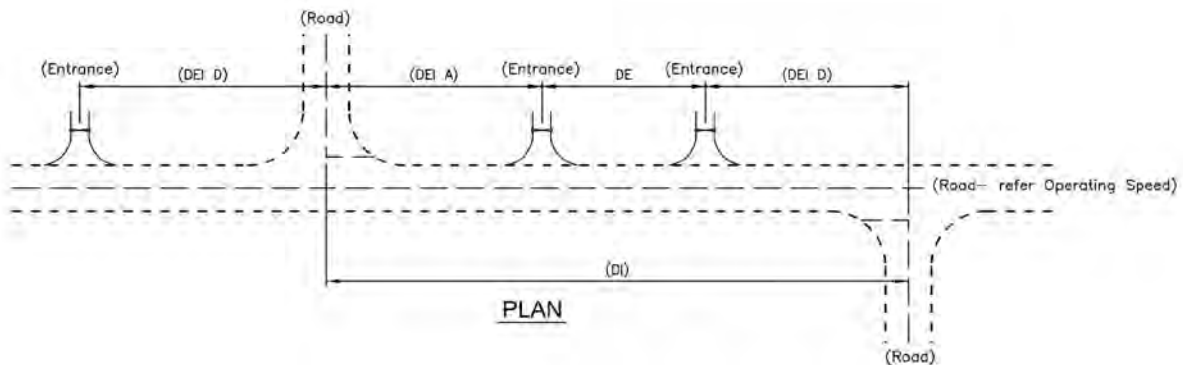 (Road)
(Entrance) (DEI D) (DEI A) (Entrance) DE (Entrance) (DEI D)
(Road- refer Operating Speed)
(DI)
PLAN
(Road)